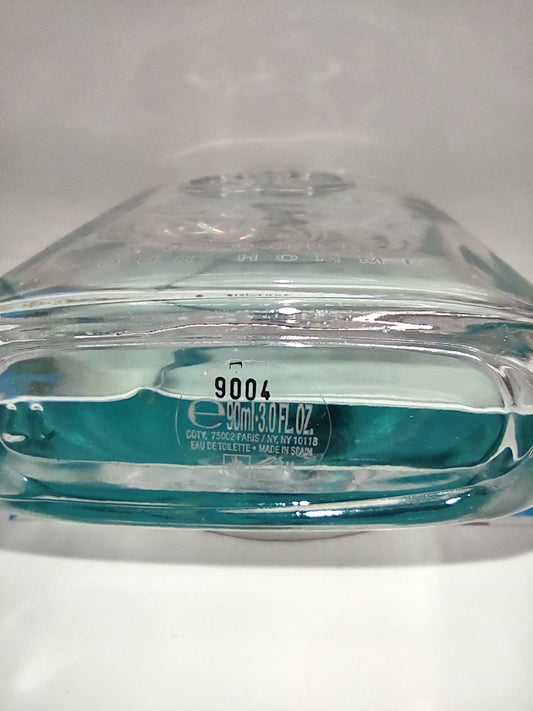 POUR HOMME
9004
e 90ml·3.0 FL.OZ.
COTY, 75002 PARIS / NY, NY 10118
EAU DE TOILETTE • MADE IN SPAIN